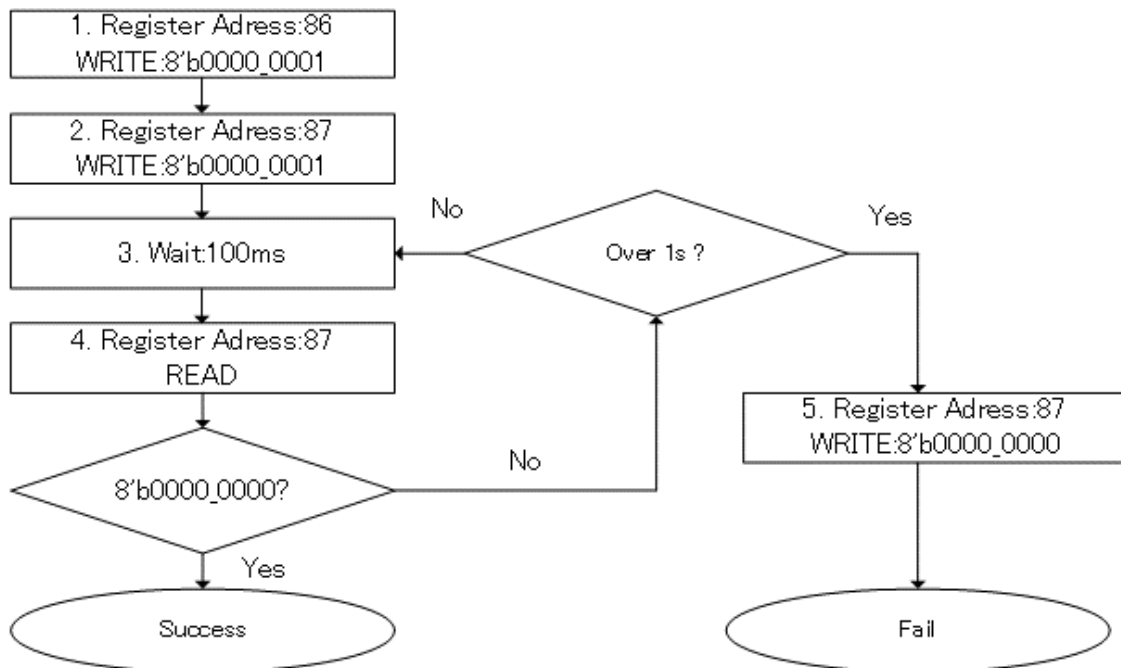 1. Register Adress:86
WRITE:8'b0000_0001
2. Register Adress:87
WRITE:8'b0000_0001
3. Wait:100ms
No
Over 1s ?
Yes
4. Register Adress:87
READ
8'b0000_0000?
No
Yes
Success
5. Register Adress:87
WRITE:8'b0000_0000
Fail